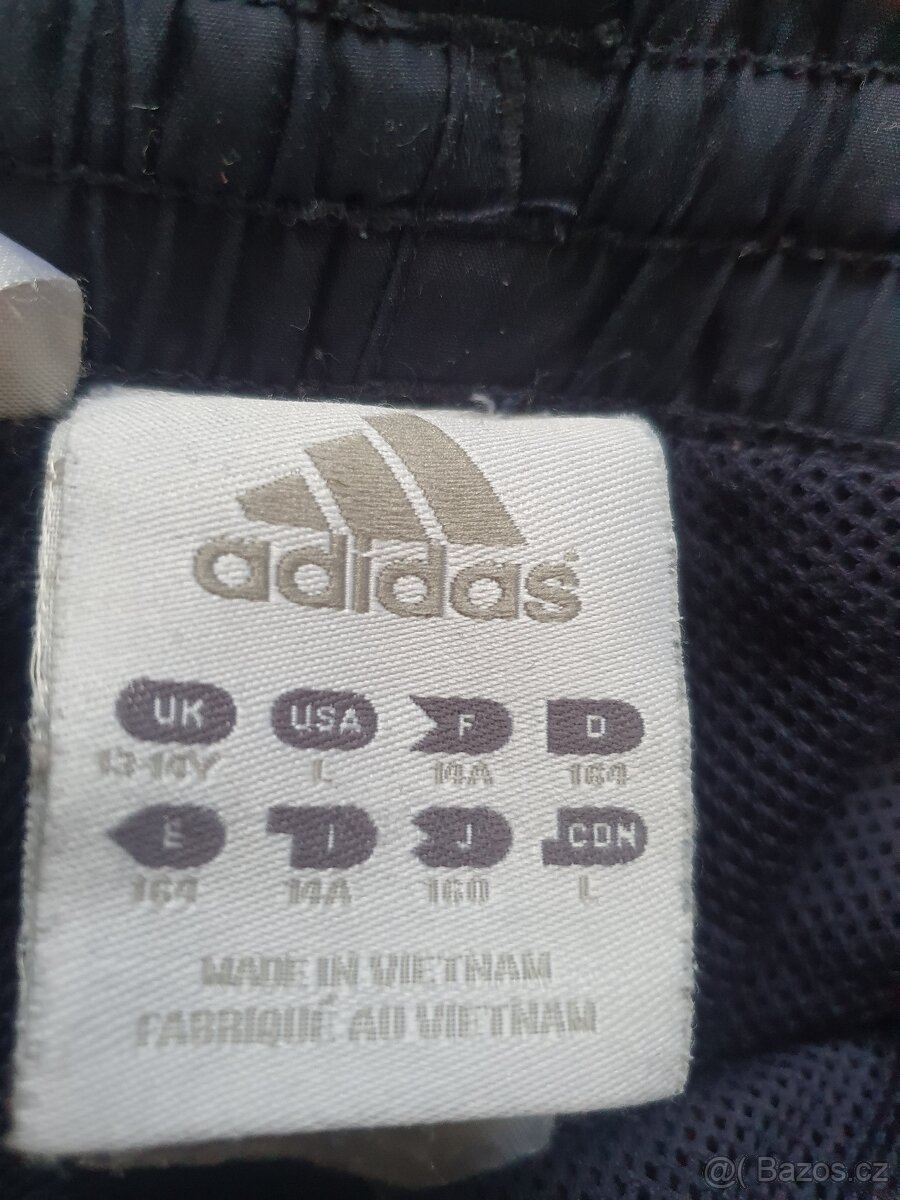 adidas
UK USA F D
13-14Y L 14A 164
E I J CDN
164 14A 160 L
MADE IN VIETNAM
FABRIQUÉ AU VIETNAM
@( Bazos.cz